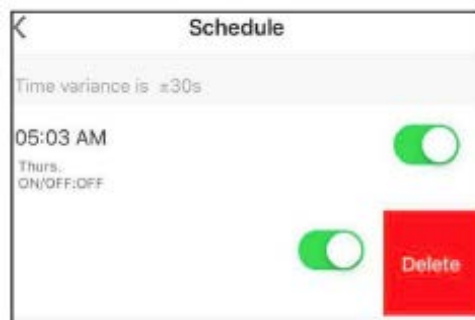 Schedule
Time variance is ±30s
05:03 AM
Thurs.
ON/OFF:OFF
Delete